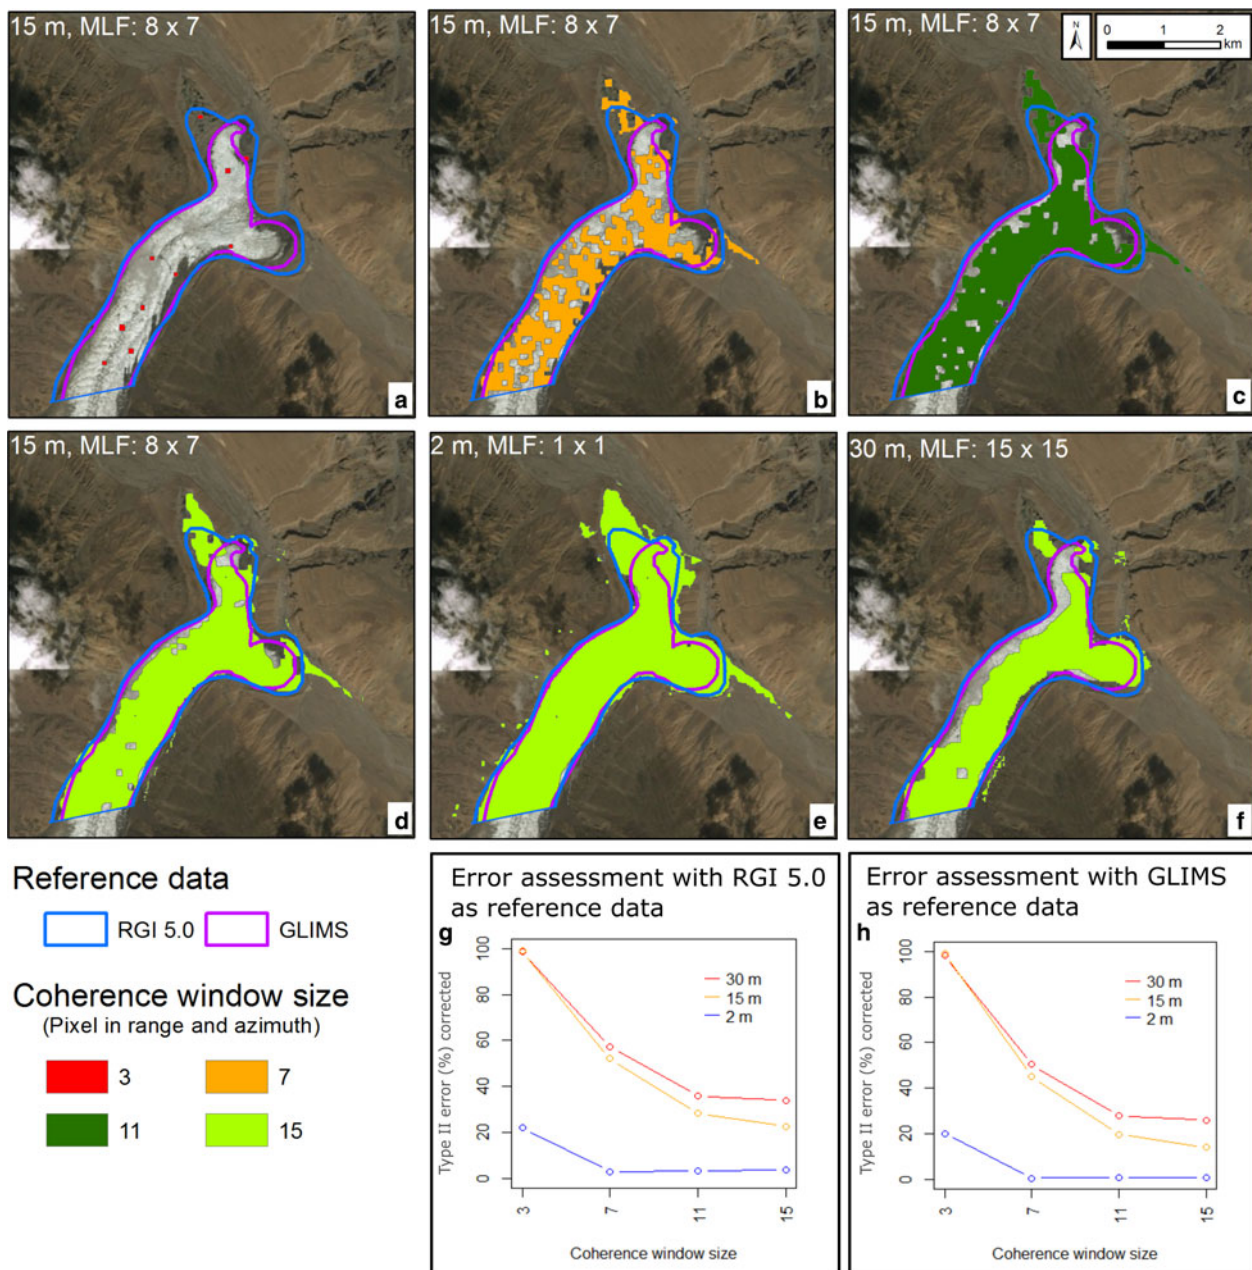 15 m, MLF: 8 x 7
a
15 m, MLF: 8 x 7
b
15 m, MLF: 8 x 7
N
0 1 2
km
c
15 m, MLF: 8 x 7
d
2 m, MLF: 1 x 1
e
30 m, MLF: 15 x 15
f
Reference data
RGI 5.0 GLIMS
Coherence window size
(Pixel in range and azimuth)
3 7
11 15
Error assessment with RGI 5.0
as reference data
g
Type II error (%) corrected
100
80
60
40
20
0
30 m
15 m
2 m
3 7 11 15
Coherence window size
Error assessment with GLIMS
as reference data
h
Type II error (%) corrected
100
80
60
40
20
0
30 m
15 m
2 m
3 7 11 15
Coherence window size